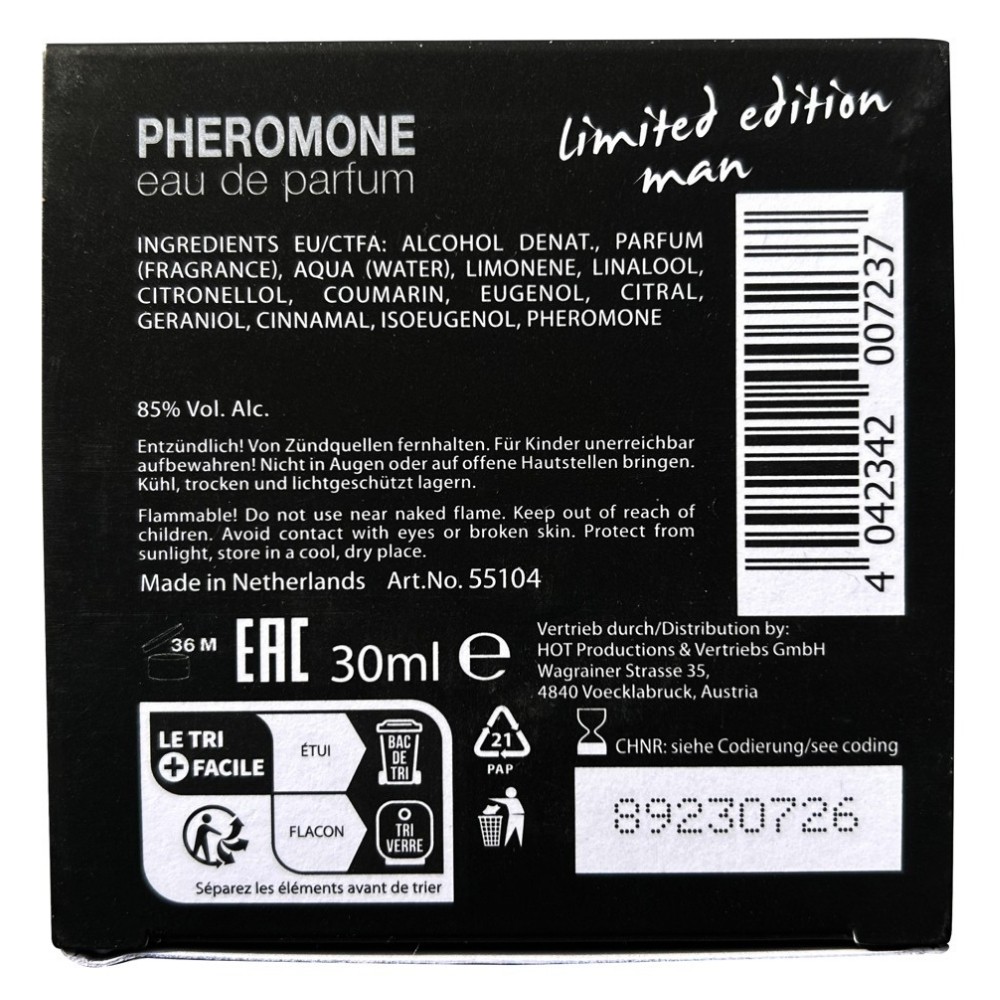 PHEROMONE
eau de parfum
limited edition
man
INGREDIENTS EU/CTFA: ALCOHOL DENAT., PARFUM
(FRAGRANCE), AQUA (WATER), LIMONENE, LINALOOL,
CITRONELLOL, COUMARIN, EUGENOL, CITRAL,
GERANIOL, CINNAMAL, ISOEUGENOL, PHEROMONE
4 042342 007237
85% Vol. Alc.
Entzündlich! Von Zündquellen fernhalten. Für Kinder unerreichbar
aufbewahren! Nicht in Augen oder auf offene Hautstellen bringen.
Kühl, trocken und lichtgeschützt lagern.
Flammable! Do not use near naked flame. Keep out of reach of
children. Avoid contact with eyes or broken skin. Protect from
sunlight, store in a cool, dry place.
Made in Netherlands Art.No. 55104
36 M
EAC
30ml e
Vertrieb durch/Distribution by:
HOT Productions & Vertriebs GmbH
Wagrainer Strasse 35,
4840 Voecklabruck, Austria
LE TRI
+ FACILE
ÉTUI
BAC
DE
TRI
FLACON
TRI
VERRE
Séparez les éléments avant de trier
21
PAP
CHNR: siehe Codierung/see coding
89230726